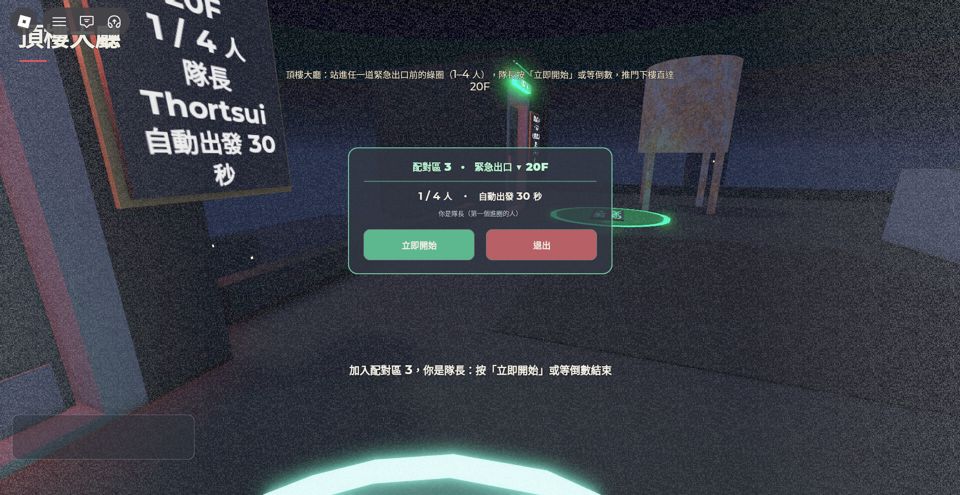 頂樓大廳
20F
1 / 4 人
隊長
Thortsui
自動出發 30
秒
頂樓大廳：站進任一道緊急出口前的綠圈（1–4 人），隊長按「立即開始」或等倒數，推門下樓直達
20F
配對區 3 • 緊急出口 ▼ 20F
1 / 4 人 • 自動出發 30 秒
你是隊長（第一個進圈的人）
立即開始
退出
加入配對區 3，你是隊長：按「立即開始」或等倒數結束